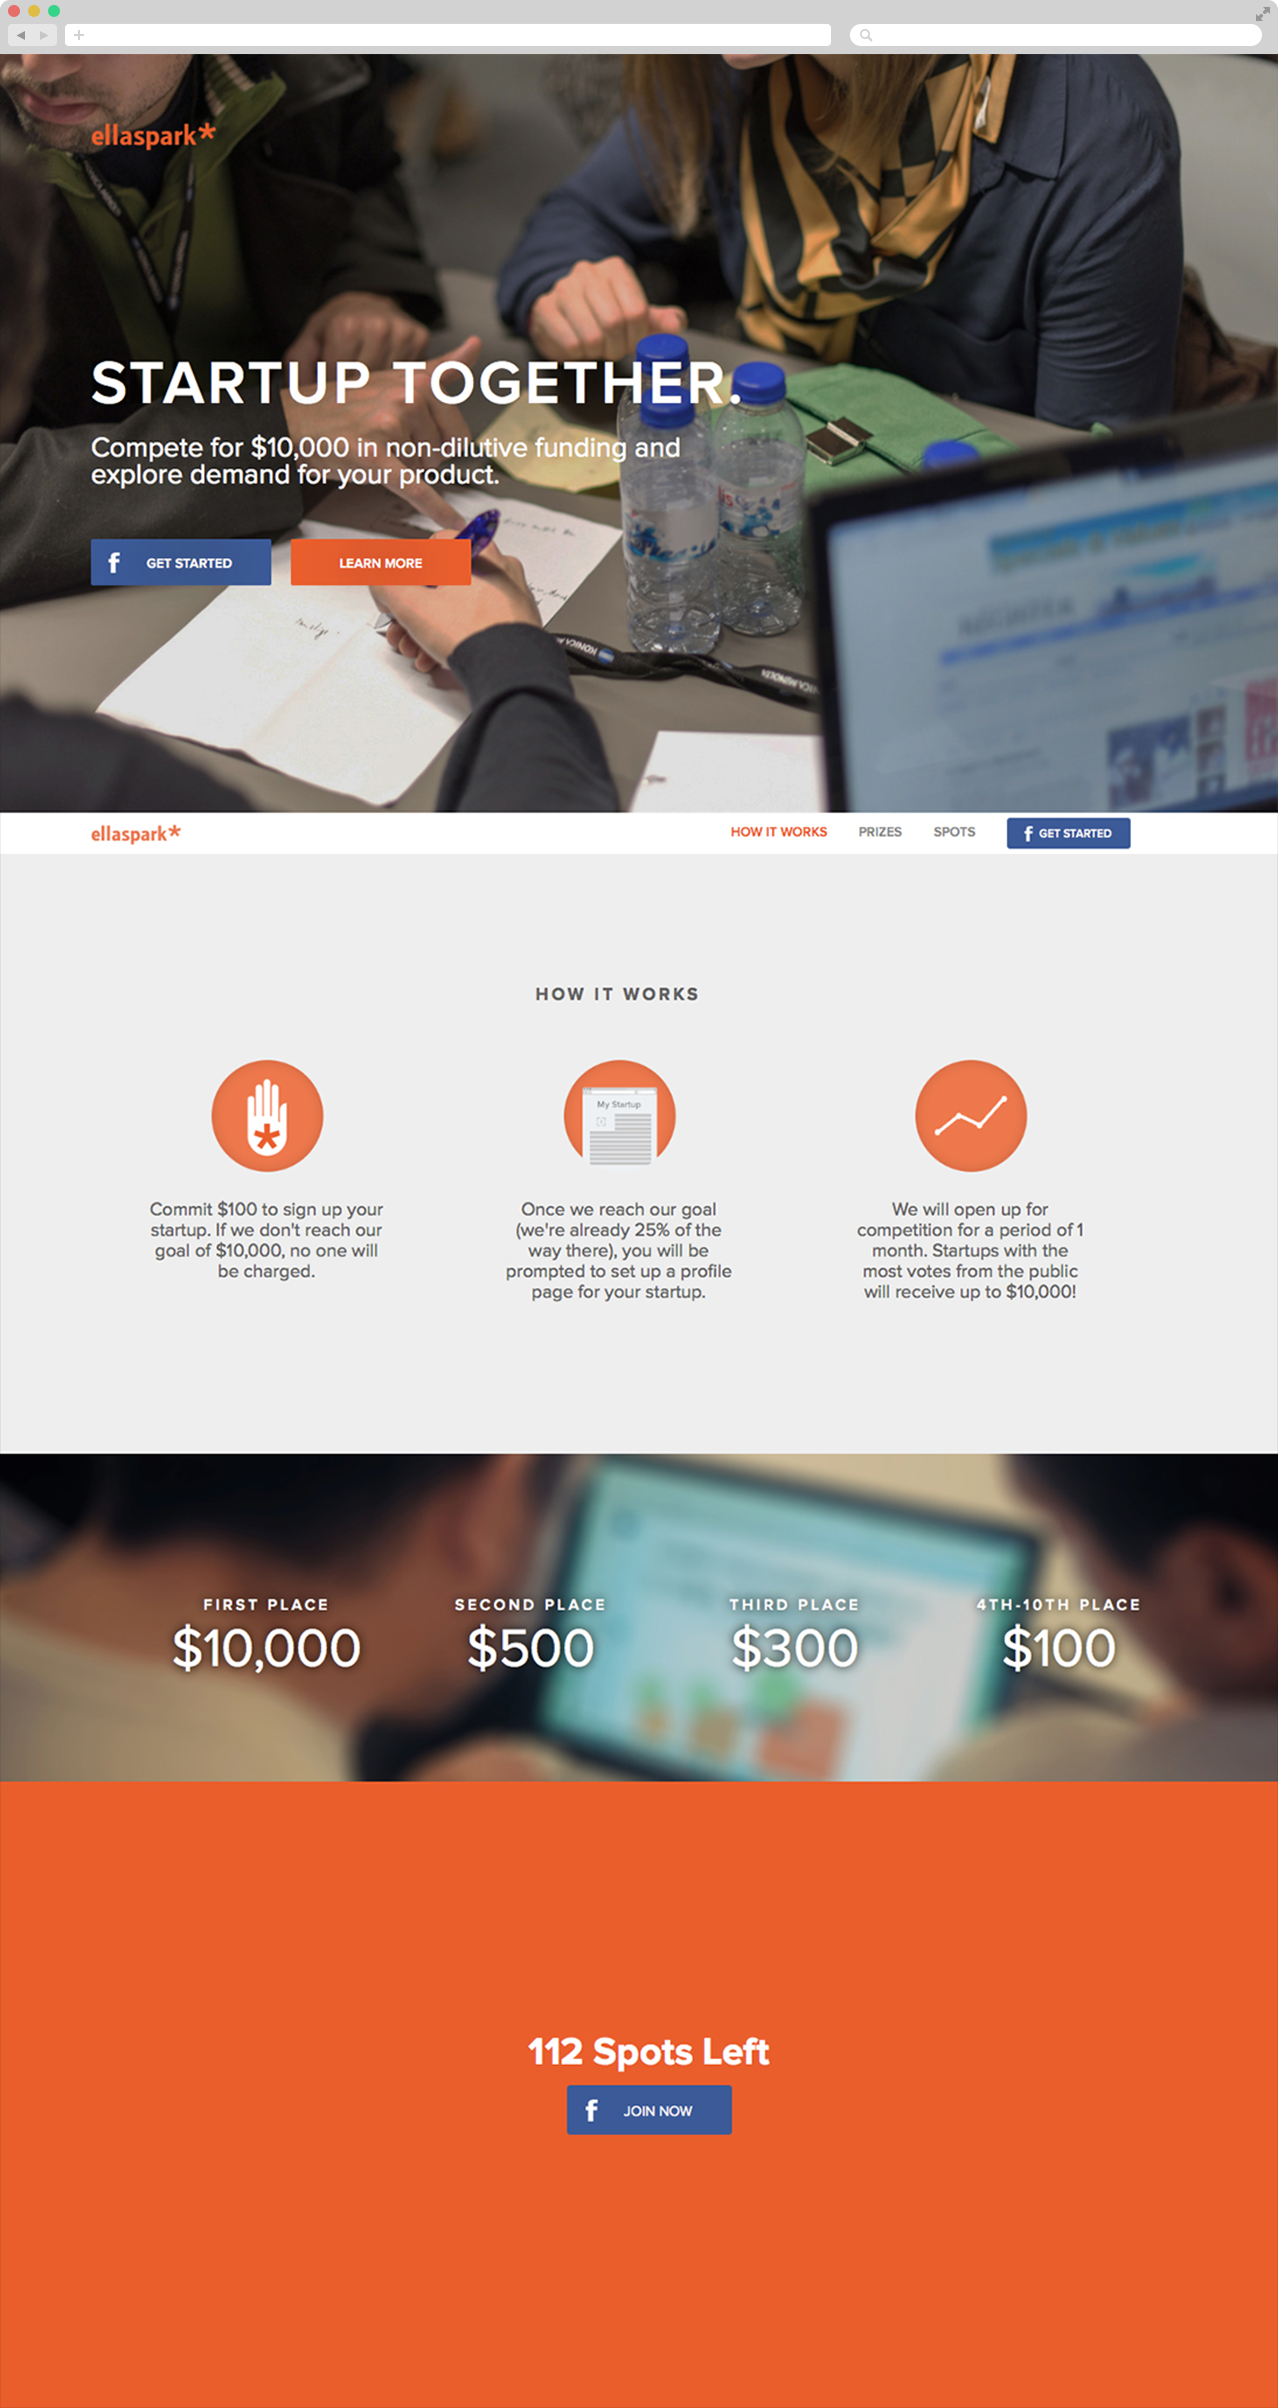 ellaspark*
STARTUP TOGETHER.
Compete for $10,000 in non-dilutive funding and
explore demand for your product.
GET STARTED
LEARN MORE
KONICA M
ellaspark*
HOW IT WORKS
PRIZES
SPOTS
GET STARTED
HOW IT WORKS
My Startup
Commit $100 to sign up your
startup. If we don't reach our
goal of $10,000, no one will
be charged.
Once we reach our goal
(we're already 25% of the
way there), you will be
prompted to set up a profile
page for your startup.
We will open up for
competition for a period of 1
month. Startups with the
most votes from the public
will receive up to $10,000!
FIRST PLACE
$10,000
SECOND PLACE
$500
THIRD PLACE
$300
4TH-10TH PLACE
$100
112 Spots Left
JOIN NOW